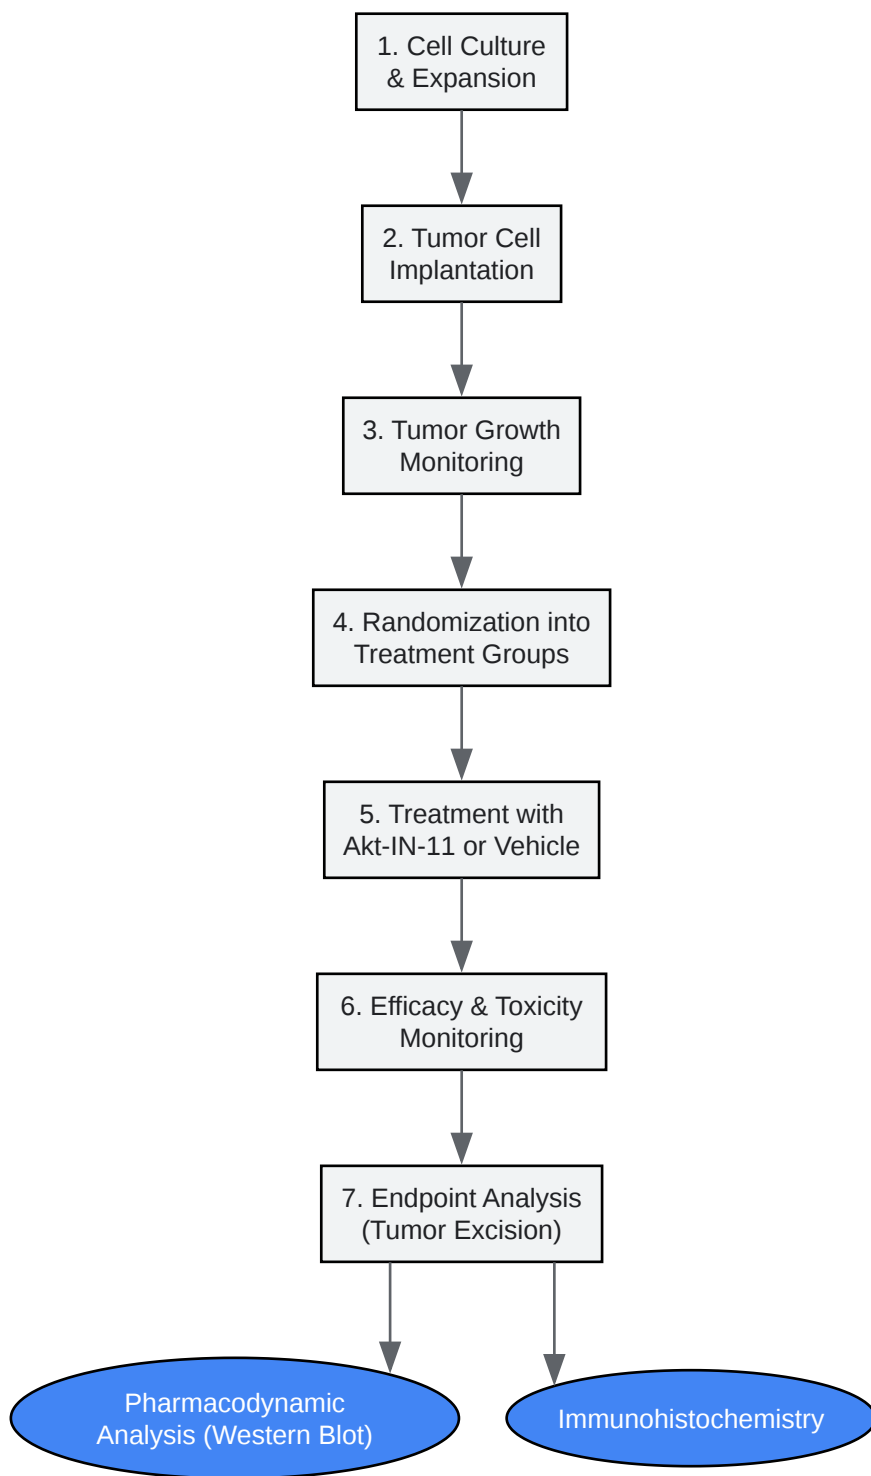 1. Cell Culture
& Expansion
2. Tumor Cell
Implantation
3. Tumor Growth
Monitoring
4. Randomization into
Treatment Groups
5. Treatment with
Akt-IN-11 or Vehicle
6. Efficacy & Toxicity
Monitoring
7. Endpoint Analysis
(Tumor Excision)
Pharmacodynamic
Analysis (Western Blot)
Immunohistochemistry